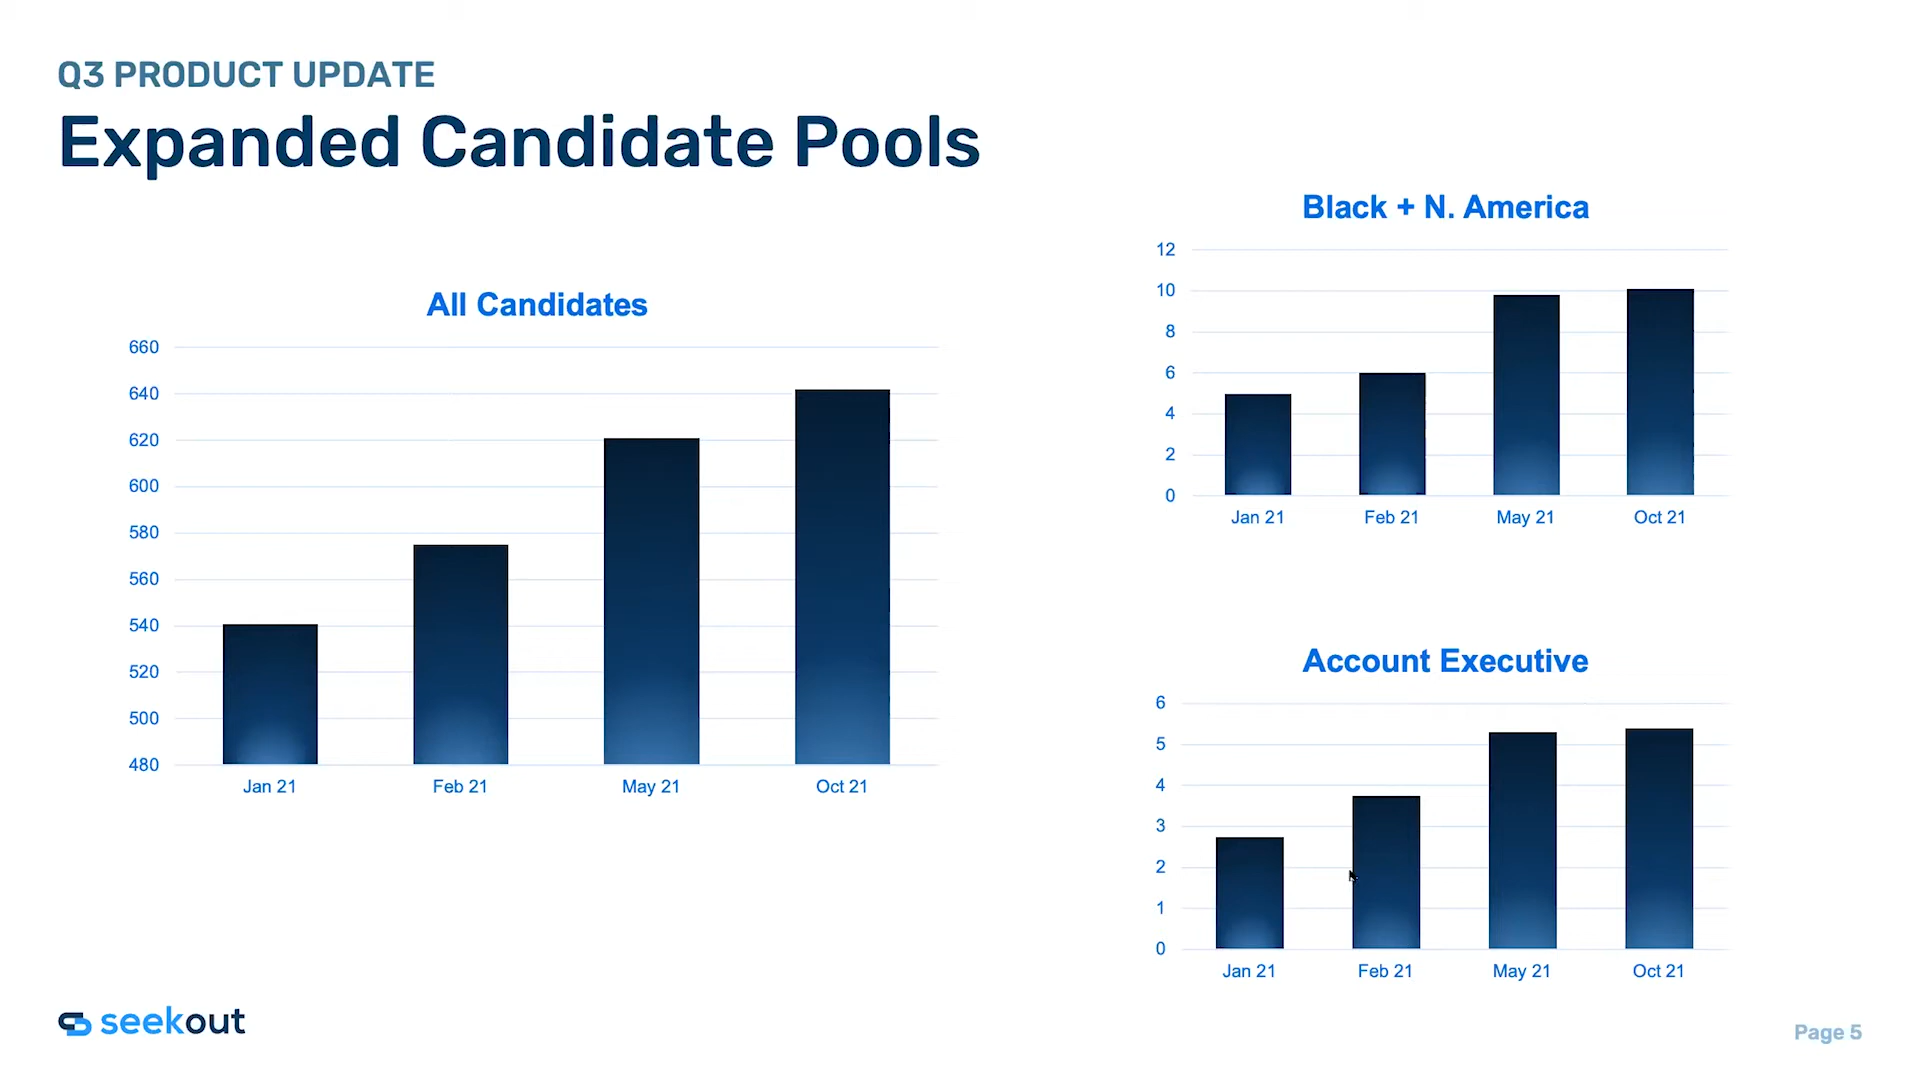 Q3 PRODUCT UPDATE
Expanded Candidate Pools
All Candidates
660
640
620
600
580
560
540
520
500
480
Jan 21 Feb 21 May 21 Oct 21
Black + N. America
12
10
8
6
4
2
0
Jan 21 Feb 21 May 21 Oct 21
Account Executive
6
5
4
3
2
1
0
Jan 21 Feb 21 May 21 Oct 21
seekout
Page 5